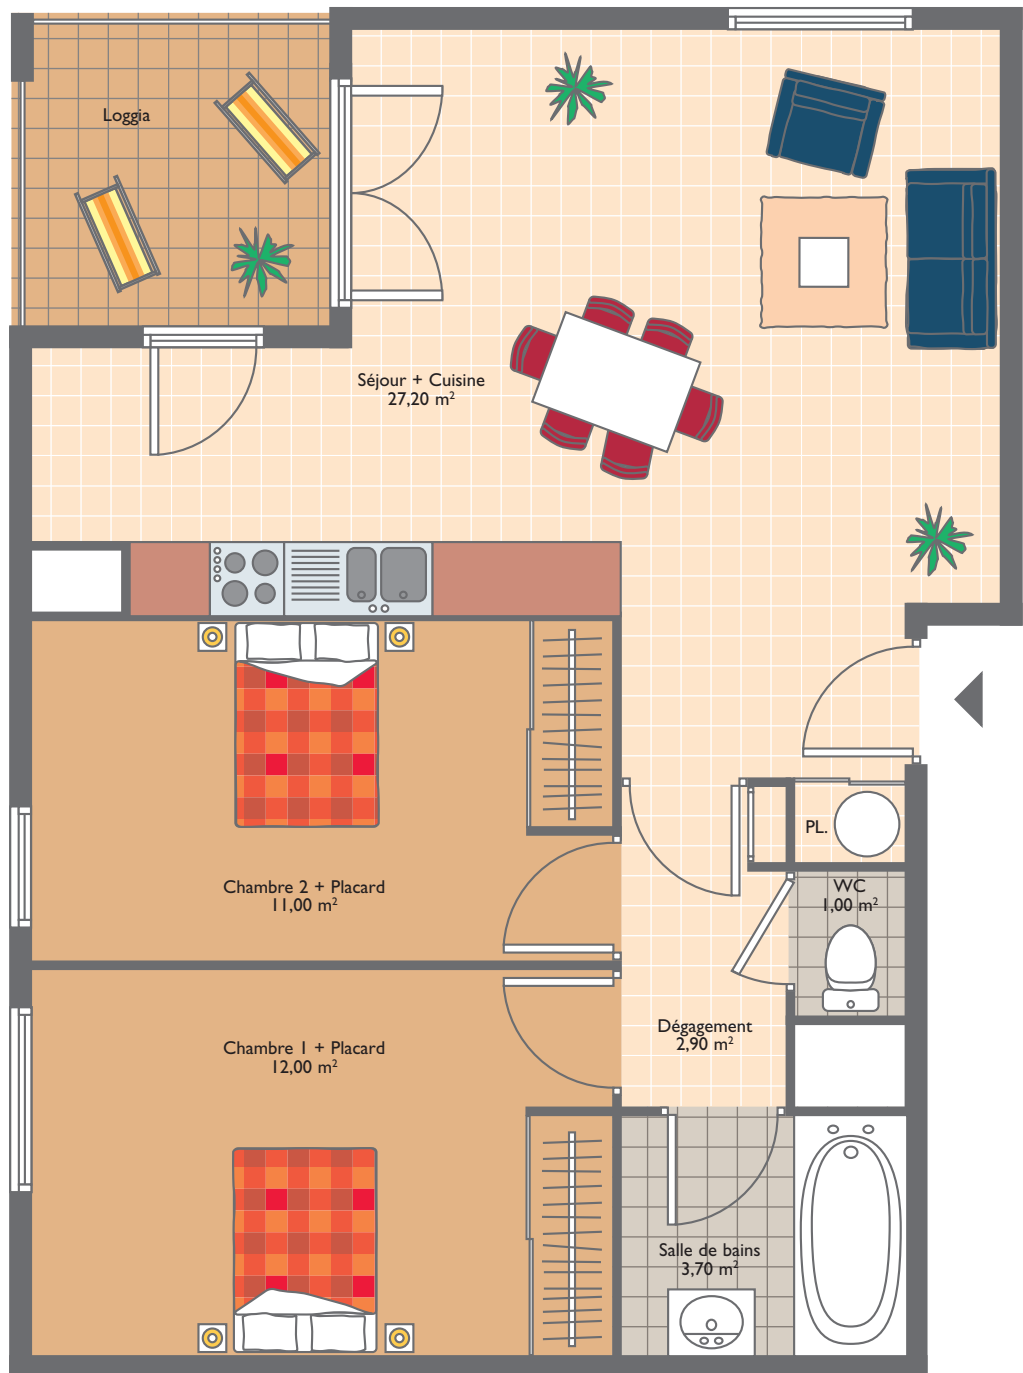 Loggia
Séjour + Cuisine
27,20 m²
PL.
WC
1,00 m²
Chambre 2 + Placard
11,00 m²
Dégagement
2,90 m²
Chambre 1 + Placard
12,00 m²
Salle de bains
3,70 m²